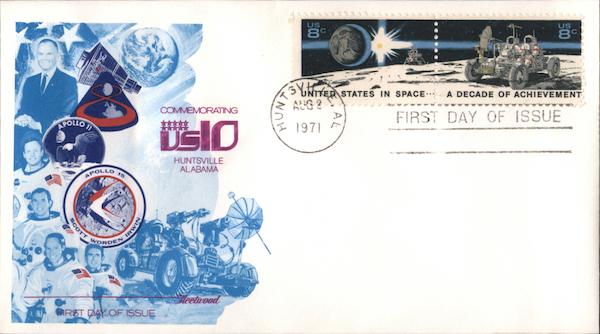 US
8c
US
8c
UNITED STATES IN SPACE... A DECADE OF ACHIEVEMENT
HUNTSVILLE, AL
AUG 2
1971
FIRST DAY OF ISSUE
COMMEMORATING
US10
HUNTSVILLE
ALABAMA
APOLLO 11
APOLLO 15
SCOTT WORDEN IRWIN
Fleetwood
FIRST DAY OF ISSUE